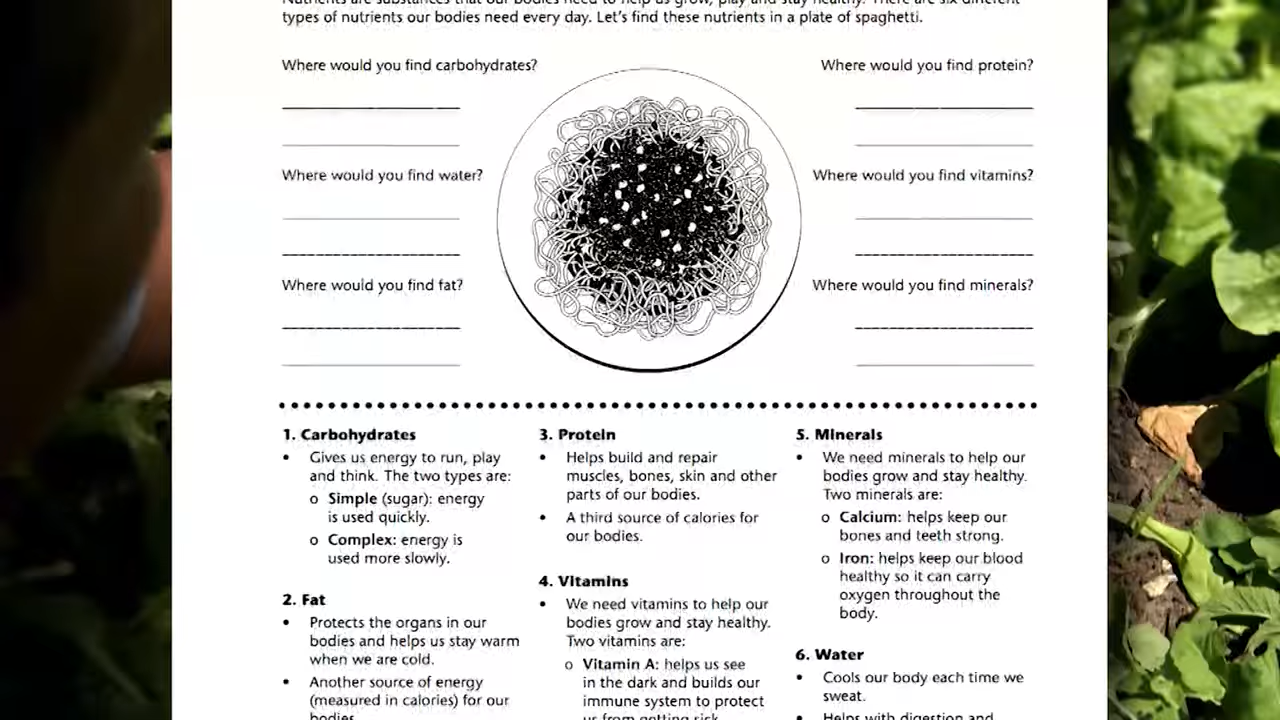 Nutrients are substances that our bodies need to help us grow, play and stay healthy. There are six different
types of nutrients our bodies need every day. Let's find these nutrients in a plate of spaghetti.
Where would you find carbohydrates?
Where would you find water?
Where would you find fat?
Where would you find protein?
Where would you find vitamins?
Where would you find minerals?
1. Carbohydrates
• Gives us energy to run, play
and think. The two types are:
o Simple (sugar): energy
is used quickly.
o Complex: energy is
used more slowly.
2. Fat
• Protects the organs in our
bodies and helps us stay warm
when we are cold.
• Another source of energy
(measured in calories) for our
bodies.
3. Protein
• Helps build and repair
muscles, bones, skin and other
parts of our bodies.
• A third source of calories for
our bodies.
4. Vitamins
• We need vitamins to help our
bodies grow and stay healthy.
Two vitamins are:
o Vitamin A: helps us see
in the dark and builds our
immune system to protect
us from getting sick.
5. Minerals
• We need minerals to help our
bodies grow and stay healthy.
Two minerals are:
o Calcium: helps keep our
bones and teeth strong.
o Iron: helps keep our blood
healthy so it can carry
oxygen throughout the
body.
6. Water
• Cools our body each time we
sweat.
• Helps with digestion and